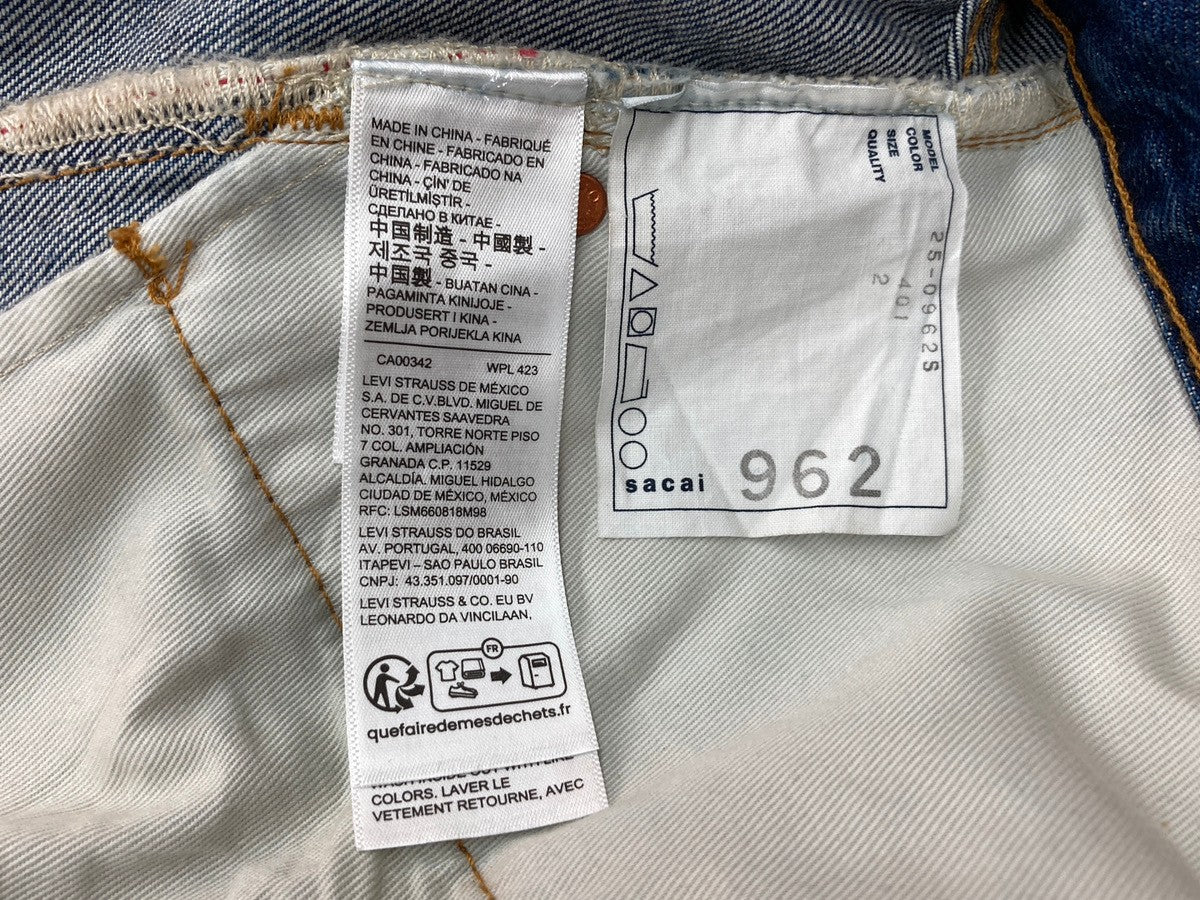 MADE IN CHINA - FABRIQUÉ
EN CHINE - FABRICADO EN
CHINA - FABRICADO NA
CHINA - ÇİN' DE
ÜRETİLMİSTİR -
СДЕЛАНО В КИТАЕ -
中国制造 - 中國製 -
제조국 중국 -
中国製 - BUATAN CINA -
PAGAMINTA KINIJOJE -
PRODUSERT I KINA -
ZEMLJA PORIJEKLA KINA
CA00342 WPL 423
LEVI STRAUSS DE MÉXICO
S.A. DE C.V.BLVD. MIGUEL DE
CERVANTES SAAVEDRA
NO. 301, TORRE NORTE PISO
7 COL. AMPLIACIÓN
GRANADA C.P. 11529
ALCALDÍA. MIGUEL HIDALGO
CIUDAD DE MÉXICO, MÉXICO
RFC: LSM660818M98
LEVI STRAUSS DO BRASIL
AV. PORTUGAL, 400 06690-110
ITAPEVI – SAO PAULO BRASIL
CNPJ: 43.351.097/0001-90
LEVI STRAUSS & CO. EU BV
LEONARDO DA VINCILAAN,
FR
quefairedemesdechets.fr
WASH INSIDE OUT WITH LIKE
COLORS. LAVER LE
VETEMENT RETOURNE, AVEC
MODEL 25-0962S
COLOR 401
SIZE 2
QUALITY
sacai 962